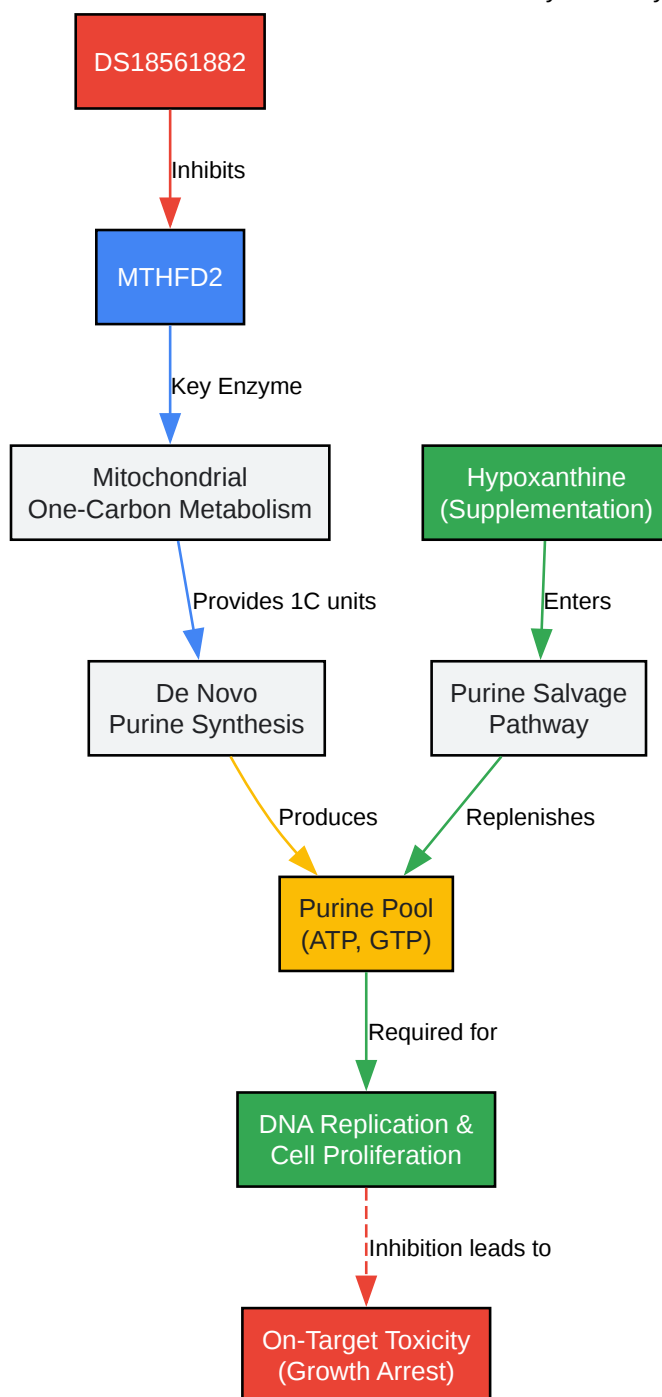 DS18561882
Inhibits
MTHFD2
Key Enzyme
Mitochondrial
One-Carbon Metabolism
Hypoxanthine
(Supplementation)
Provides 1C units
Enters
De Novo
Purine Synthesis
Purine Salvage
Pathway
Produces
Replenishes
Purine Pool
(ATP, GTP)
Required for
DNA Replication &
Cell Proliferation
Inhibition leads to
On-Target Toxicity
(Growth Arrest)